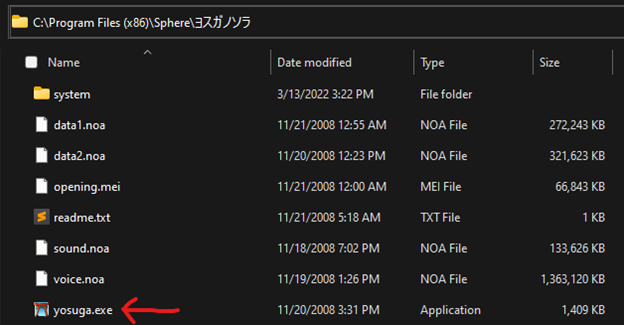 C:\Program Files (x86)\Sphere\ヨスガノソラ
Name Date modified Type Size
system 3/13/2022 3:22 PM File folder
data1.noa 11/21/2008 12:55 AM NOA File 272,243 KB
data2.noa 11/20/2008 12:23 PM NOA File 321,623 KB
opening.mei 11/21/2008 12:00 AM MEI File 66,843 KB
readme.txt 11/21/2008 5:18 AM TXT File 1 KB
sound.noa 11/18/2008 7:02 PM NOA File 133,626 KB
voice.noa 11/19/2008 1:26 PM NOA File 1,363,120 KB
yosuga.exe 11/20/2008 3:31 PM Application 1,409 KB